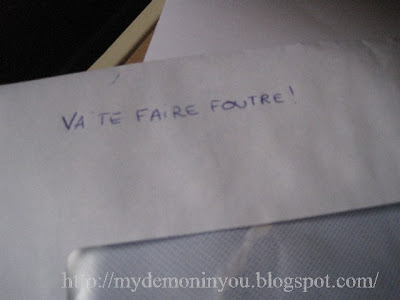 VA TE FAIRE FOUTRE!
http://mydemoninyou.blogspot.com/